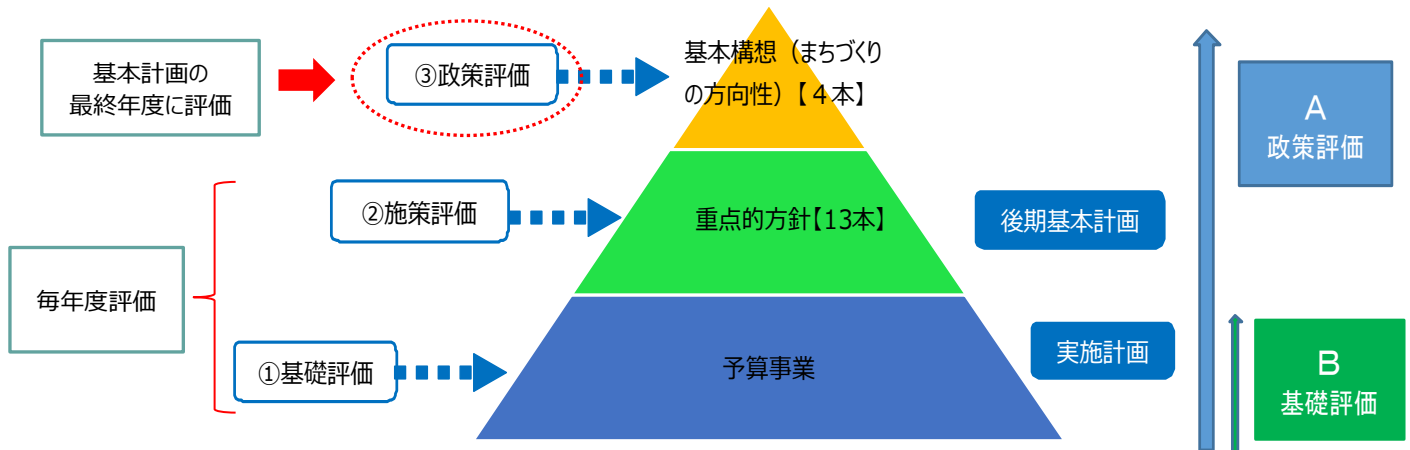 基本計画の
最終年度に評価
③政策評価
基本構想（まちづくり
の方向性）【４本】
A
政策評価
②施策評価
重点的方針【13本】
後期基本計画
毎年度評価
①基礎評価
予算事業
実施計画
B
基礎評価